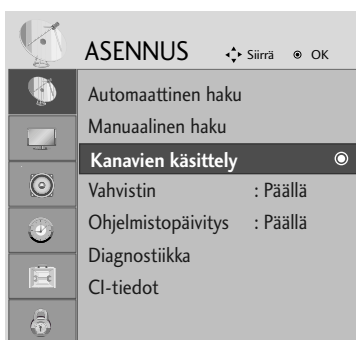 ASENNUS Siirrä OK
Automaattinen haku
Manuaalinen haku
Kanavien käsittely
Vahvistin : Päällä
Ohjelmistopäivitys : Päällä
Diagnostiikka
CI-tiedot